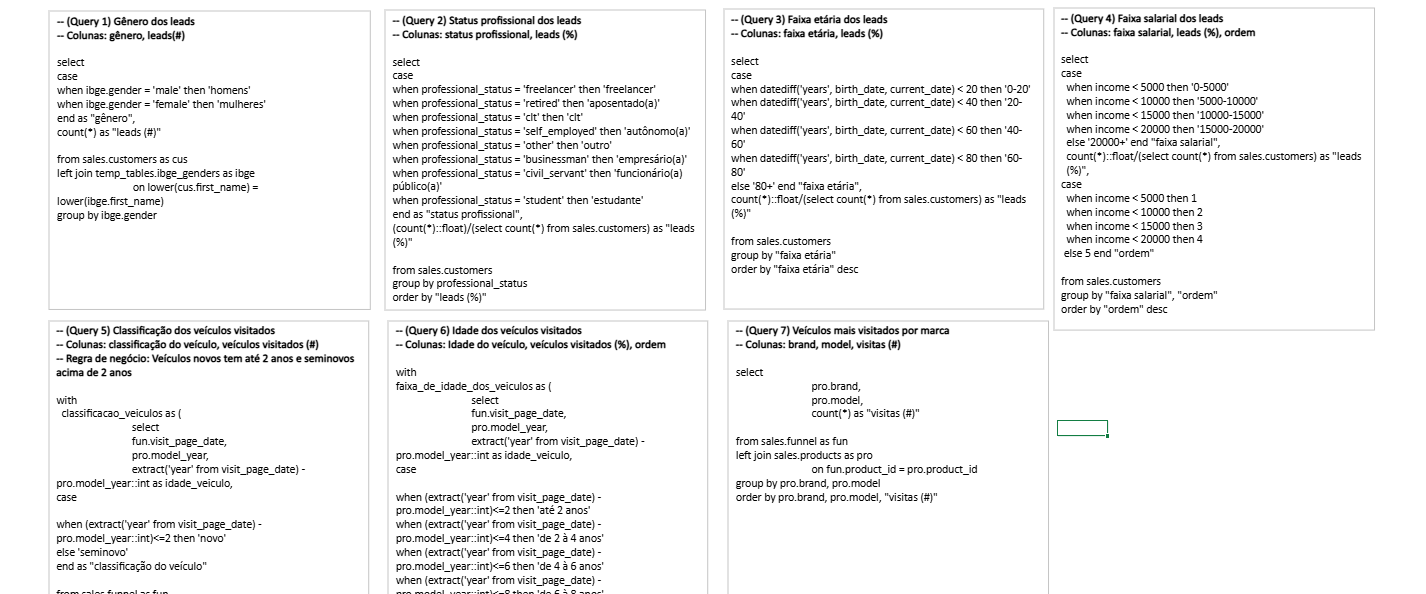 -- (Query 1) Gênero dos leads
-- Colunas: gênero, leads(#)
select
case
when ibge.gender = 'male' then 'homens'
when ibge.gender = 'female' then 'mulheres'
end as "gênero",
count(*) as "leads (#)"
from sales.customers as cus
left join temp_tables.ibge_genders as ibge
on lower(cus.first_name) =
lower(ibge.first_name)
group by ibge.gender
-- (Query 2) Status profissional dos leads
-- Colunas: status profissional, leads (%)
select
case
when professional_status = 'freelancer' then 'freelancer'
when professional_status = 'retired' then 'aposentado(a)'
when professional_status = 'clt' then 'clt'
when professional_status = 'self_employed' then 'autônomo(a)'
when professional_status = 'other' then 'outro'
when professional_status = 'businessman' then 'empresário(a)'
when professional_status = 'civil_servant' then 'funcionário(a)
público(a)'
when professional_status = 'student' then 'estudante'
end as "status profissional",
(count(*)::float)/(select count(*) from sales.customers) as "leads
(%)"
from sales.customers
group by professional_status
order by "leads (%)"
-- (Query 3) Faixa etária dos leads
-- Colunas: faixa etária, leads (%)
select
case
when datediff('years', birth_date, current_date) < 20 then '0-20'
when datediff('years', birth_date, current_date) < 40 then '20-
40'
when datediff('years', birth_date, current_date) < 60 then '40-
60'
when datediff('years', birth_date, current_date) < 80 then '60-
80'
else '80+' end "faixa etária",
count(*)::float/(select count(*) from sales.customers) as "leads
(%)"
from sales.customers
group by "faixa etária"
order by "faixa etária" desc
-- (Query 4) Faixa salarial dos leads
-- Colunas: faixa salarial, leads (%), ordem
select
case
when income < 5000 then '0-5000'
when income < 10000 then '5000-10000'
when income < 15000 then '10000-15000'
when income < 20000 then '15000-20000'
else '20000+' end "faixa salarial",
count(*)::float/(select count(*) from sales.customers) as "leads
(%)",
case
when income < 5000 then 1
when income < 10000 then 2
when income < 15000 then 3
when income < 20000 then 4
else 5 end "ordem"
from sales.customers
group by "faixa salarial", "ordem"
order by "ordem" desc
-- (Query 5) Classificação dos veículos visitados
-- Colunas: classificação do veículo, veículos visitados (#)
-- Regra de negócio: Veículos novos tem até 2 anos e seminovos
acima de 2 anos
with
classificacao_veiculos as (
select
fun.visit_page_date,
pro.model_year,
extract('year' from visit_page_date) -
pro.model_year::int as idade_veiculo,
case
when (extract('year' from visit_page_date) -
pro.model_year::int)<=2 then 'novo'
else 'seminovo'
end as "classificação do veículo"
from sales.funnel as fun
-- (Query 6) Idade dos veículos visitados
-- Colunas: Idade do veículo, veículos visitados (%), ordem
with
faixa_de_idade_dos_veiculos as (
select
fun.visit_page_date,
pro.model_year,
extract('year' from visit_page_date) -
pro.model_year::int as idade_veiculo,
case
when (extract('year' from visit_page_date) -
pro.model_year::int)<=2 then 'até 2 anos'
when (extract('year' from visit_page_date) -
pro.model_year::int)<=4 then 'de 2 à 4 anos'
when (extract('year' from visit_page_date) -
pro.model_year::int)<=6 then 'de 4 à 6 anos'
when (extract('year' from visit_page_date) -
pro.model_year::int)<=8 then 'de 6 à 8 anos'
-- (Query 7) Veículos mais visitados por marca
-- Colunas: brand, model, visitas (#)
select
pro.brand,
pro.model,
count(*) as "visitas (#)"
from sales.funnel as fun
left join sales.products as pro
on fun.product_id = pro.product_id
group by pro.brand, pro.model
order by pro.brand, pro.model, "visitas (#)"